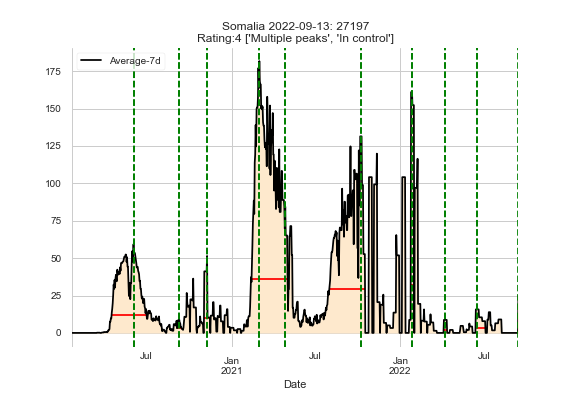 Somalia 2022-09-13: 27197
Rating:4 ['Multiple peaks', 'In control']
Average-7d
175
150
125
100
75
50
25
0
Jul
Jan
2021
Jul
Jan
2022
Jul
Date